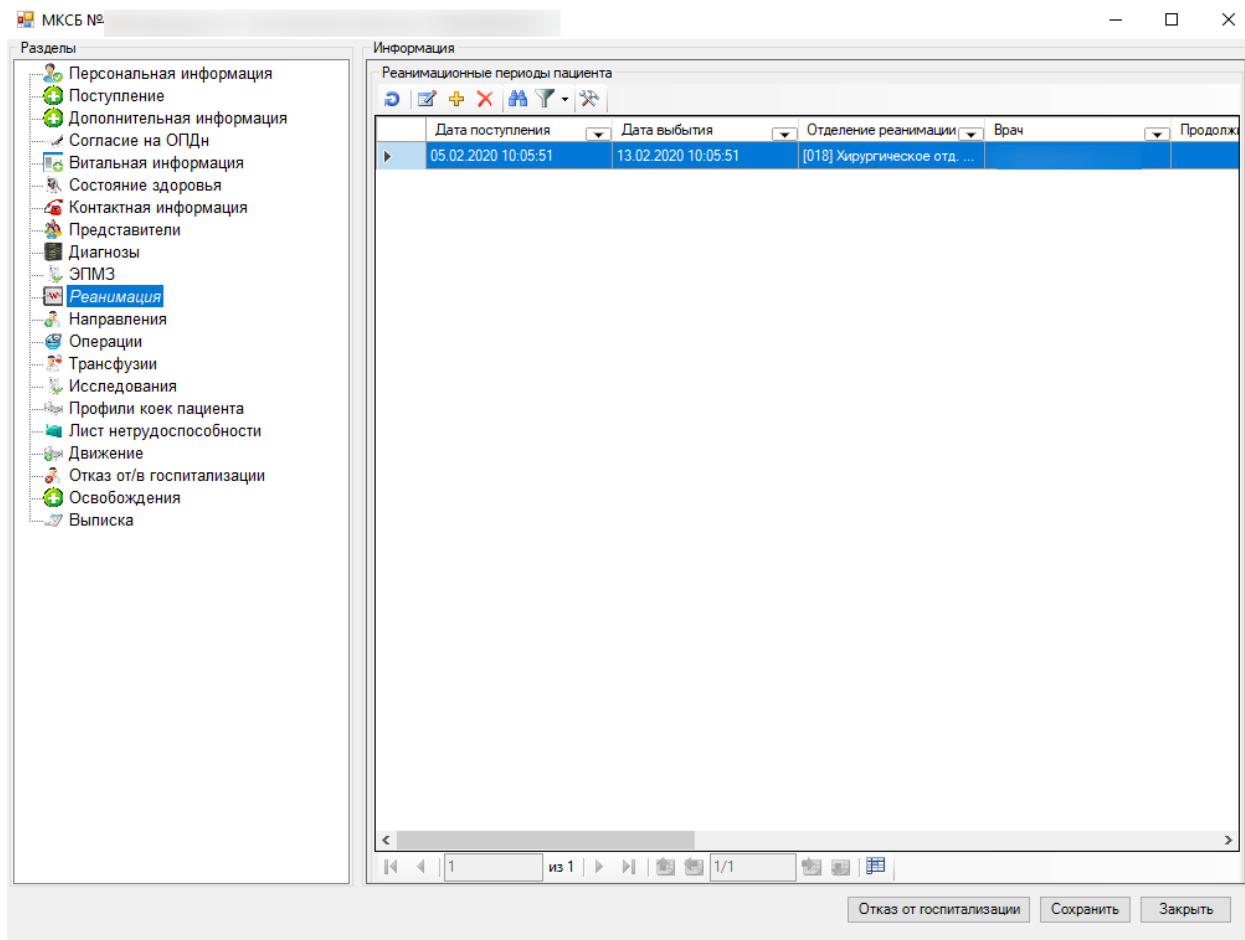 МКСБ №
Разделы
Персональная информация
Поступление
Дополнительная информация
Согласие на ОПДн
Витальная информация
Состояние здоровья
Контактная информация
Представители
Диагнозы
ЭПМЗ
Реанимация
Направления
Операции
Трансфузии
Исследования
Профили коек пациента
Лист нетрудоспособности
Движение
Отказ от/в госпитализации
Освобождения
Выписка
Информация
Реанимационные периоды пациента
Дата поступления Дата выбытия Отделение реанимации Врач Продолжи
05.02.2020 10:05:51 13.02.2020 10:05:51 [018] Хирургическое отд. ...
1 из 1 1/1
Отказ от госпитализации Сохранить Закрыть